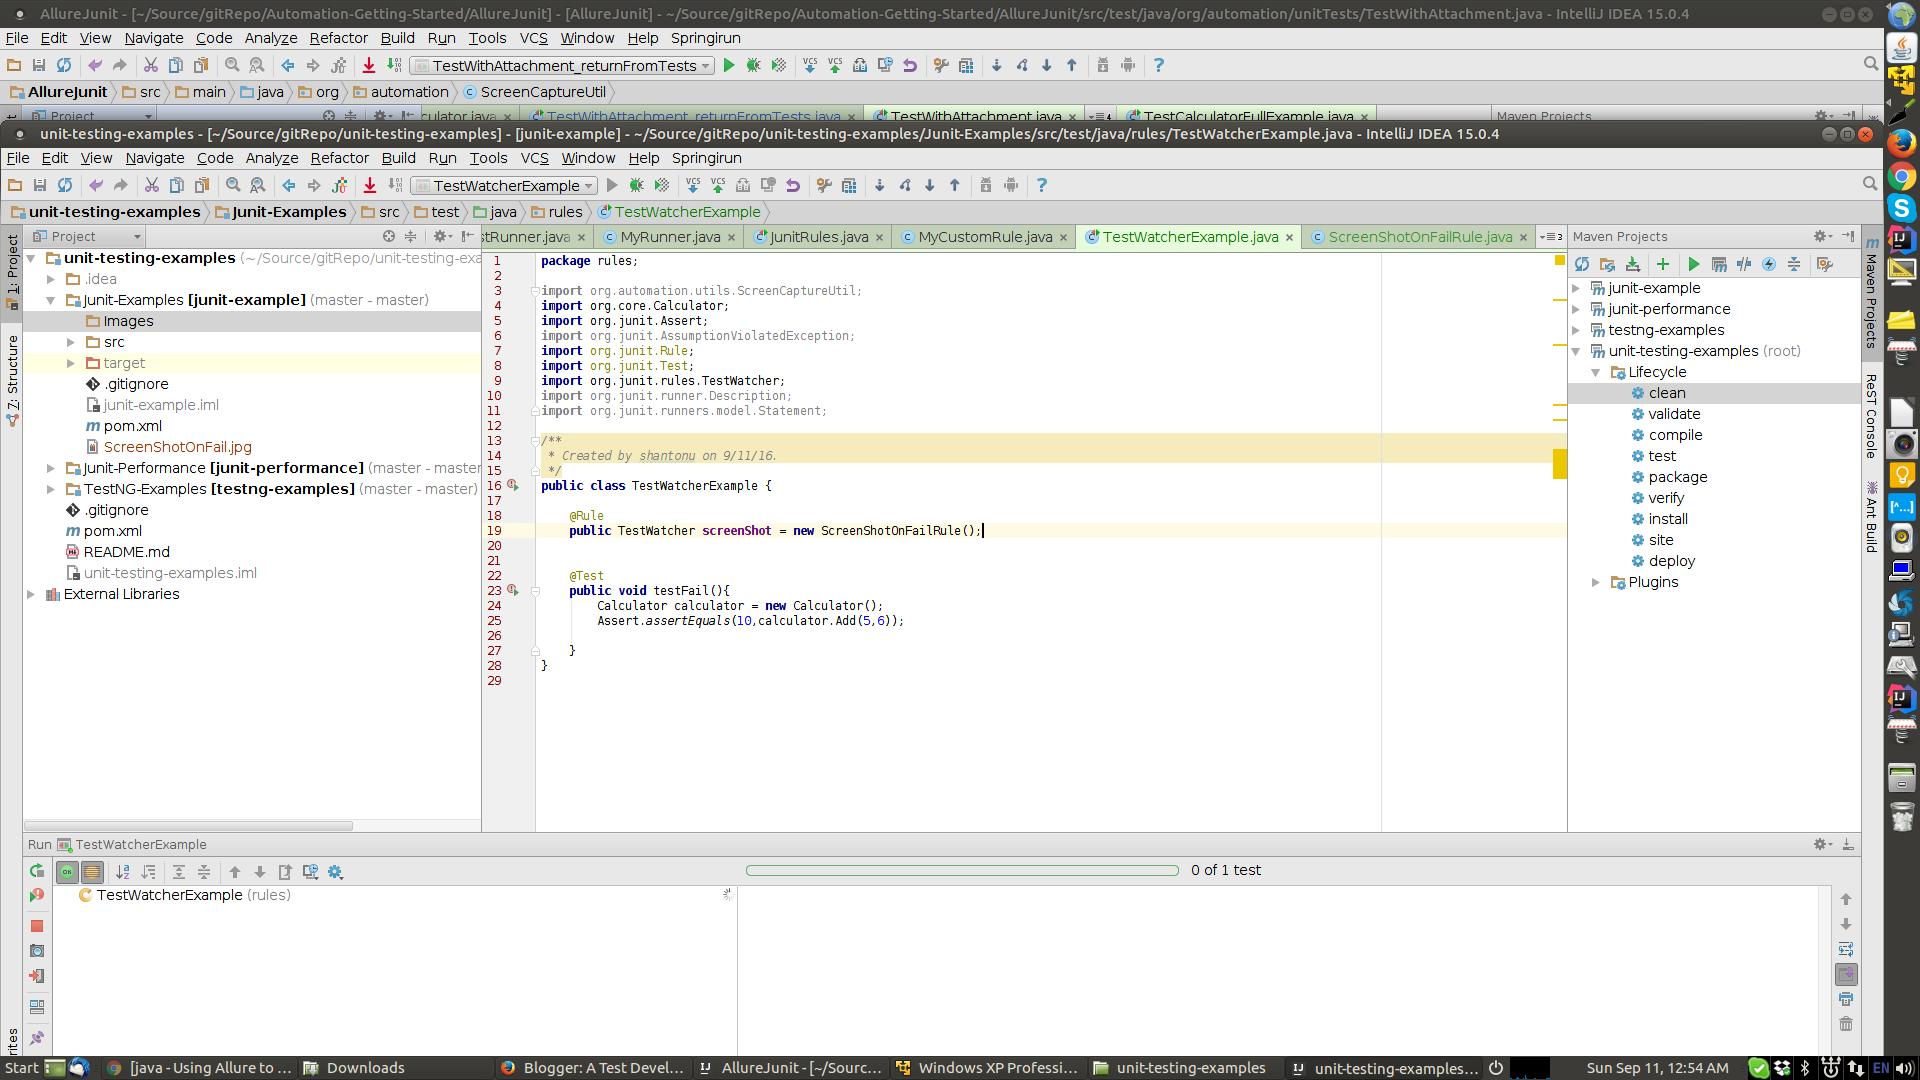 AllureJunit - [~/Source/gitRepo/Automation-Getting-Started/AllureJunit] - [AllureJunit] - ~/Source/gitRepo/Automation-Getting-Started/AllureJunit/src/test/java/org/automation/unitTests/TestWithAttachment.java - IntelliJ IDEA 15.0.4
File Edit View Navigate Code Analyze Refactor Build Run Tools VCS Window Help Springirun
TestWithAttachment_returnFromTests
AllureJunit src main java org automation ScreenCaptureUtil
Project culator.java TestWithAttachment_returnFromTests.java TestWithAttachment.java 4 TestCalculatorFullExample.java Maven Projects
unit-testing-examples - [~/Source/gitRepo/unit-testing-examples] - [junit-example] - ~/Source/gitRepo/unit-testing-examples/Junit-Examples/src/test/java/rules/TestWatcherExample.java - IntelliJ IDEA 15.0.4
File Edit View Navigate Code Analyze Refactor Build Run Tools VCS Window Help Springirun
TestWatcherExample
unit-testing-examples Junit-Examples src test java rules TestWatcherExample
Project
stRunner.java MyRunner.java JunitRules.java MyCustomRule.java TestWatcherExample.java ScreenShotOnFailRule.java 3
Maven Projects
1: Project
7: Structure
rites
unit-testing-examples (~/Source/gitRepo/unit-testing-exa
.idea
Junit-Examples [junit-example] (master - master)
Images
src
target
.gitignore
junit-example.iml
pom.xml
ScreenShotOnFail.jpg
Junit-Performance [junit-performance] (master - master
TestNG-Examples [testng-examples] (master - master)
.gitignore
pom.xml
README.md
unit-testing-examples.iml
External Libraries
1 package rules;
2
3 import org.automation.utils.ScreenCaptureUtil;
4 import org.core.Calculator;
5 import org.junit.Assert;
6 import org.junit.AssumptionViolatedException;
7 import org.junit.Rule;
8 import org.junit.Test;
9 import org.junit.rules.TestWatcher;
10 import org.junit.runner.Description;
11 import org.junit.runners.model.Statement;
12
13 /**
14 * Created by shantonu on 9/11/16.
15 */
16 public class TestWatcherExample {
17
18 @Rule
19 public TestWatcher screenShot = new ScreenShotOnFailRule();
20
21
22 @Test
23 public void testFail(){
24 Calculator calculator = new Calculator();
25 Assert.assertEquals(10,calculator.Add(5,6));
26
27 }
28 }
29
junit-example
junit-performance
testng-examples
unit-testing-examples (root)
Lifecycle
clean
validate
compile
test
package
verify
install
site
deploy
Plugins
Maven Projects
ReST Console
Ant Build
Run TestWatcherExample
0 of 1 test
TestWatcherExample (rules)
Start [java - Using Allure to ... Downloads Blogger: A Test Devel... AllureJunit - [~/Sourc... Windows XP Professi... unit-testing-examples unit-testing-examples... Sun Sep 11, 12:54 AM EN